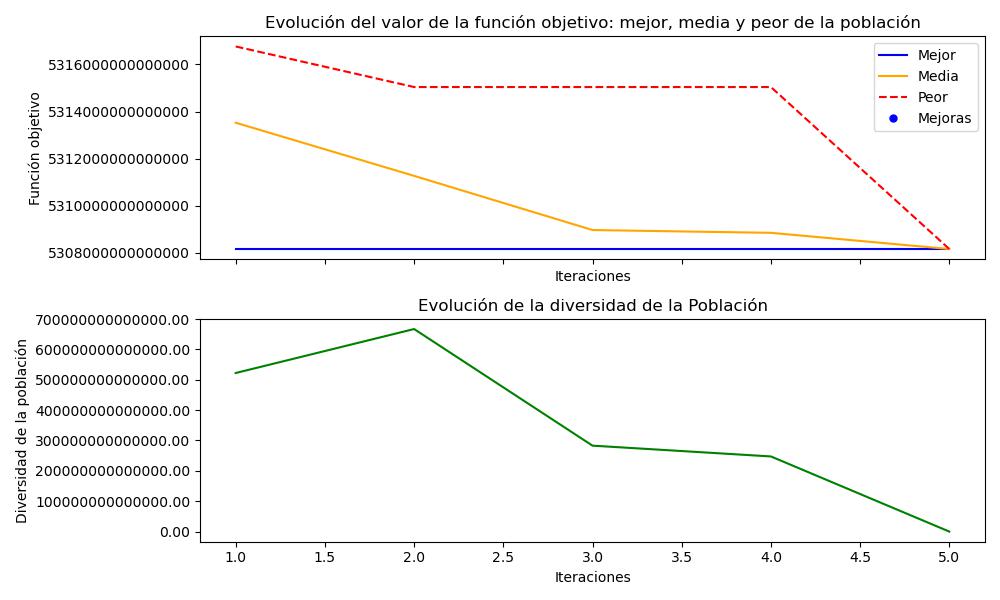 Evolución del valor de la función objetivo: mejor, media y peor de la población
Función objetivo
5316000000000000
5314000000000000
5312000000000000
5310000000000000
5308000000000000
Mejor
Media
Peor
Mejoras
Iteraciones
Evolución de la diversidad de la Población
Diversidad de la población
700000000000000.00
600000000000000.00
500000000000000.00
400000000000000.00
300000000000000.00
200000000000000.00
100000000000000.00
0.00
1.0 1.5 2.0 2.5 3.0 3.5 4.0 4.5 5.0
Iteraciones